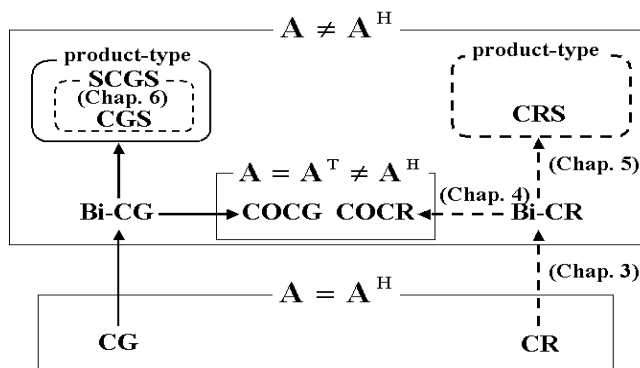 A ≠ A^H
product-type
SCGS
(Chap. 6)
CGS
product-type
CRS
(Chap. 5)
A = A^T ≠ A^H
(Chap. 4)
Bi-CG
COCG
COCR
Bi-CR
(Chap. 3)
A = A^H
CG
CR